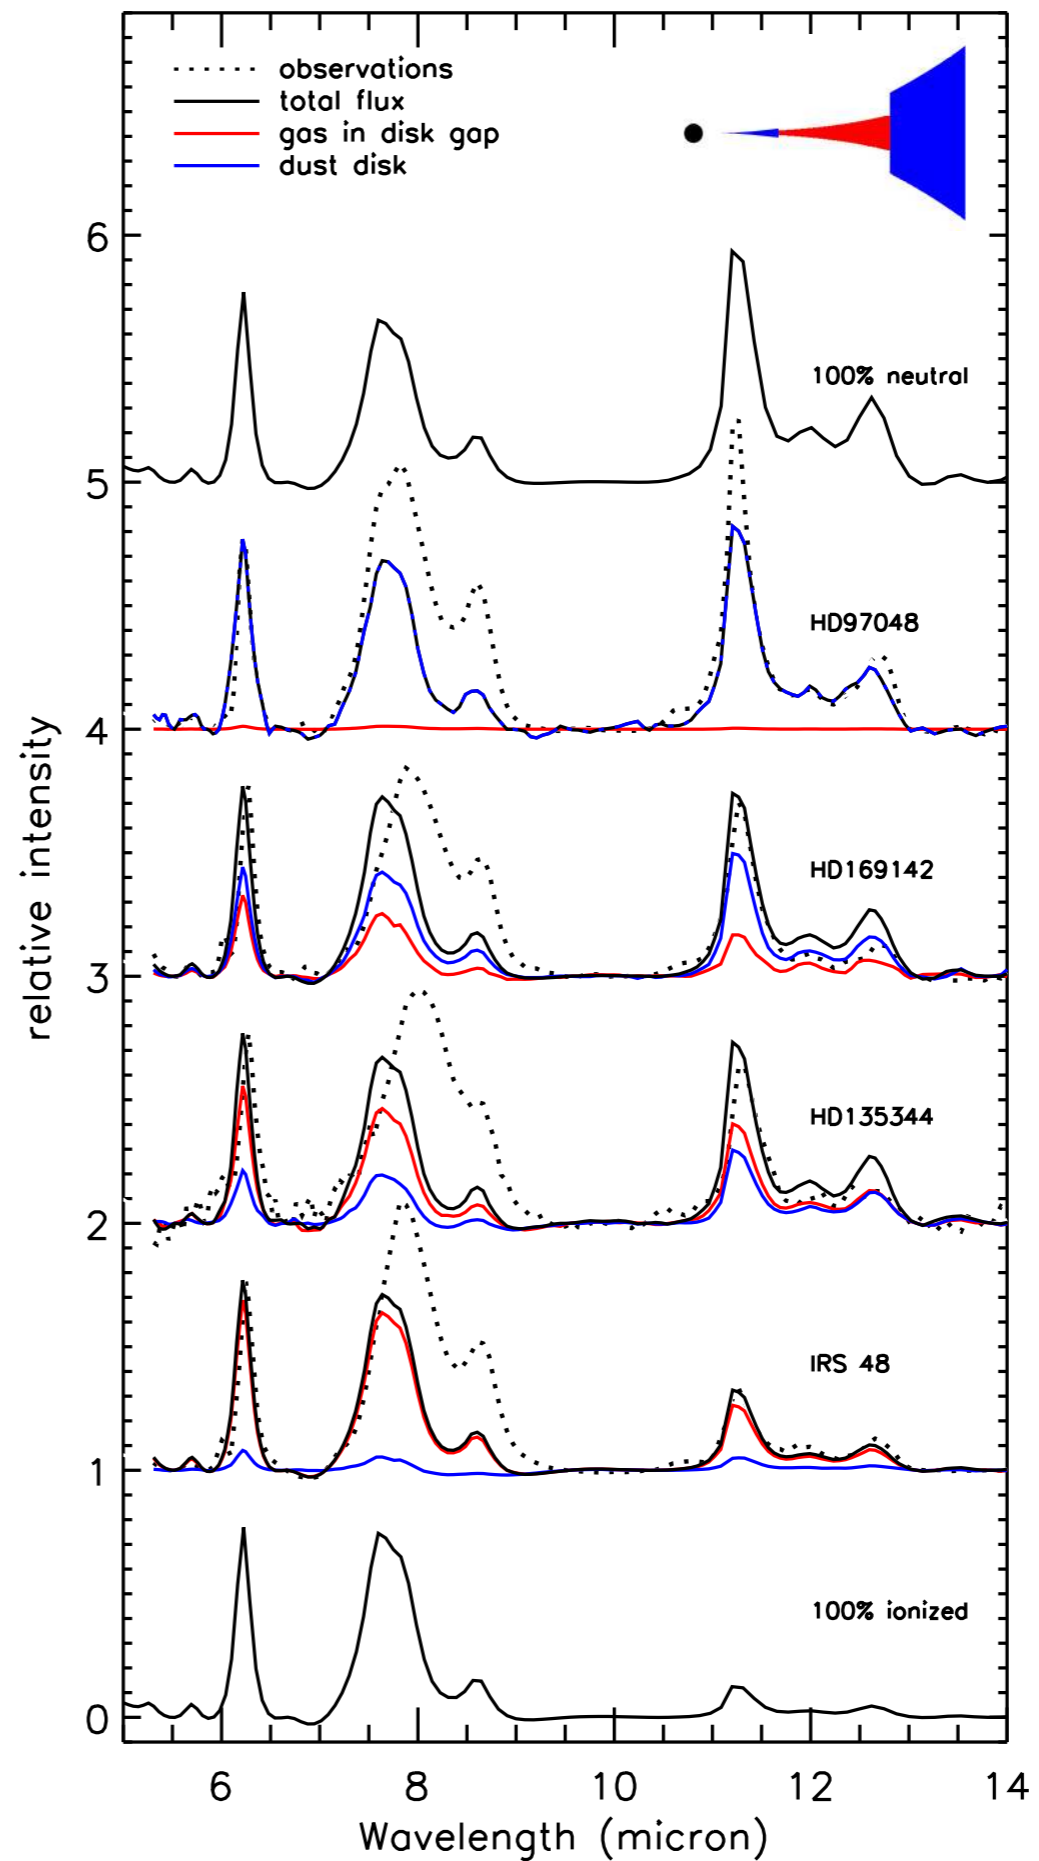 observations
total flux
gas in disk gap
dust disk
6
100% neutral
5
HD97048
4
HD169142
3
HD135344
2
IRS 48
1
100% ionized
0
relative intensity
6 8 10 12 14
Wavelength (micron)